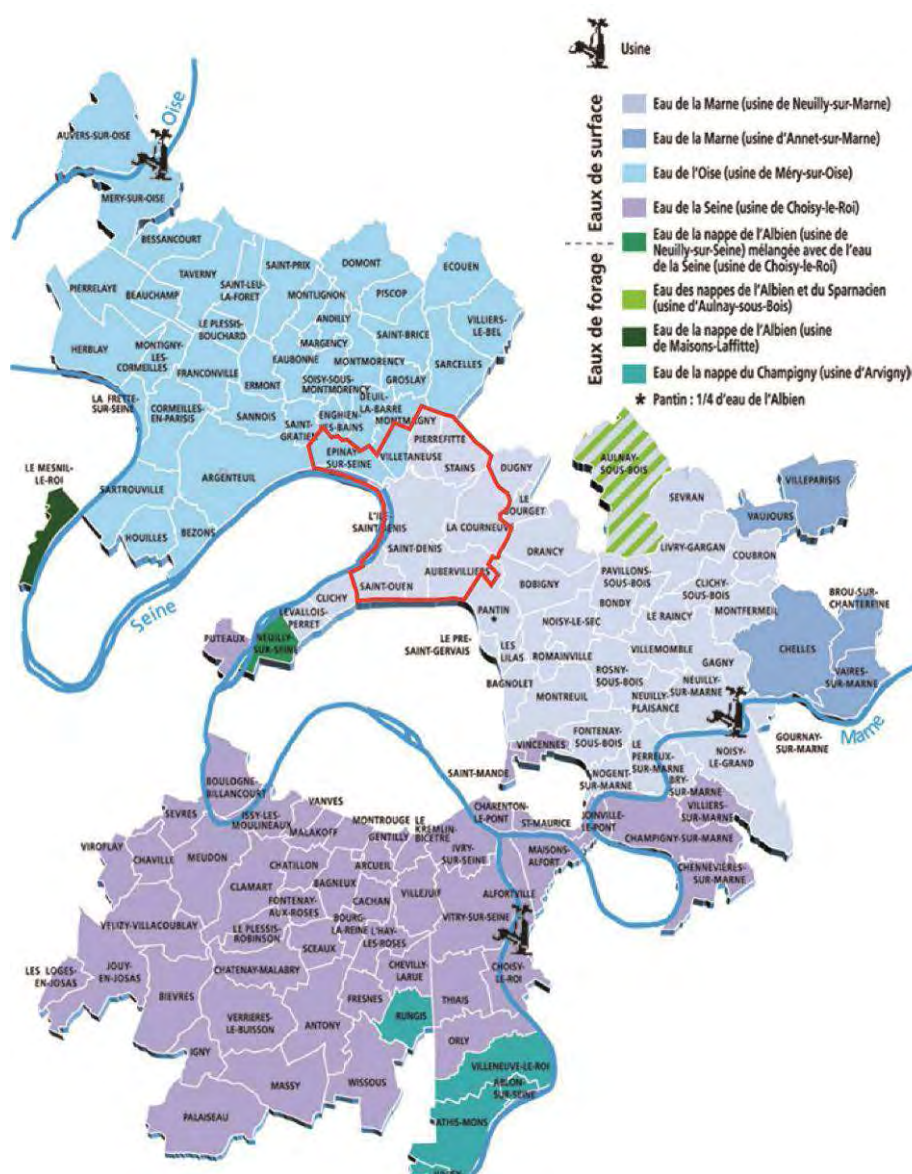 Usine
Eaux de surface
Eau de la Marne (usine de Neuilly-sur-Marne)
Eau de la Marne (usine d'Annet-sur-Marne)
Eau de l'Oise (usine de Méry-sur-Oise)
Eau de la Seine (usine de Choisy-le-Roi)
Eaux de forage
Eau de la nappe de l'Albien (usine de
Neuilly-sur-Seine) mélangée avec de l'eau
de la Seine (usine de Choisy-le-Roi)
Eau des nappes de l'Albien et du Sparnacien
(usine d'Aulnay-sous-Bois)
Eau de la nappe de l'Albien (usine
de Maisons-Laffitte)
Eau de la nappe du Champigny (usine d'Arvigny)
* Pantin : 1/4 d'eau de l'Albien
Oise
AUVERS-SUR-OISE
MERY-SUR-OISE
BESSANCOURT
TAVERNY
SAINT-PRIX
DOMONT
ECOUEN
PIERRELAYE
BEAUCHAMP
SAINT-LEU-
LA-FORET
MONTLIGNON
PISCOP
ANDILLY
VILLIERS-
LE-BEL
LE PLESSIS-
BOUCHARD
MARGENCY
SAINT-BRICE
HERBLAY
MONTIGNY-
LES-
CORMEILLES
FRANCONVILLE
EAUBONNE
MONTMORENCY
SARCELLES
ERMONT
SOISY-SOUS-
MONTMORENCY
GROSLAY
LA FRETTE-
SUR-SEINE
CORMEILLES-
EN-PARISIS
SANNOIS
SAINT-
GRATIEN
ENGHIEN-
LES-BAINS
DEUIL-
LA-BARRE
MONTMAGNY
PIERREFITTE
EPINAY-
SUR-SEINE
VILLETANEUSE
STAINS
DUGNY
LE
BOURGET
LE MESNIL-
LE-ROI
SARTROUVILLE
ARGENTEUIL
HOUILLES
BEZONS
L'ILE-
SAINT-DENIS
LA COURNEUVE
SAINT-DENIS
AUBERVILLIERS
SAINT-OUEN
CLICHY
LEVALLOIS-
PERRET
NEUILLY-
SUR-SEINE
PUTEAUX
Seine
AULNAY-
SOUS-BOIS
SEVRAN
VILLEPARISIS
VAUJOURS
LIVRY-GARGAN
COUBRON
DRANCY
BOBIGNY
PAVILLONS-
SOUS-BOIS
CLICHY-
SOUS-BOIS
BONDY
LE RAINCY
MONTFERMEIL
BROU-SUR-
CHANTEREINE
PANTIN
*
NOISY-LE-SEC
LE PRE-
SAINT-GERVAIS
LES
LILAS
ROMAINVILLE
VILLEMOMBLE
GAGNY
CHELLES
VAIRES-
SUR-MARNE
BAGNOLET
ROSNY-
SOUS-BOIS
NEUILLY-
SUR-MARNE
MONTREUIL
NEUILLY-
PLAISANCE
Marne
GOURNAY-
SUR-MARNE
FONTENAY-
SOUS-BOIS
LE
PERREUX-
SUR-MARNE
NOISY-
LE-GRAND
VINCENNES
SAINT-MANDE
NOGENT-
SUR-MARNE
BRY-
SUR-MARNE
VILLIERS-
SUR-MARNE
JOINVILLE-
LE-PONT
CHAMPIGNY-SUR-MARNE
CHENNEVIÈRES-
SUR-MARNE
CHARENTON-
LE-PONT
ST-MAURICE
MAISONS-
ALFORT
ALFORTVILLE
BOULOGNE-
BILLANCOURT
SEVRES
ISSY-LES-
MOULINEAUX
VANVES
MALAKOFF
MONTROUGE
GENTILLY
LE
KREMLIN-
BICETRE
IVRY-
SUR-SEINE
VIROFLAY
CHAVILLE
MEUDON
CHATILLON
ARCUEIL
CLAMART
BAGNEUX
CACHAN
VILLEJUIF
VITRY-SUR-SEINE
FONTENAY-
AUX-ROSES
BOURG-
LA-REINE
L'HAY-
LES-ROSES
VELIZY-VILLACOUBLAY
LE PLESSIS-
ROBINSON
SCEAUX
CHEVILLY-
LARUE
CHOISY-
LE-ROI
LES LOGES-
EN-JOSAS
JOUY-
EN-JOSAS
CHATENAY-MALABRY
BIEVRES
FRESNES
THIAIS
RUNGIS
VERRIERES-
LE-BUISSON
ANTONY
ORLY
IGNY
MASSY
WISSOUS
VILLENEUVE-LE-ROI
ABLON-
SUR-SEINE
PALAISEAU
ATHIS-MONS